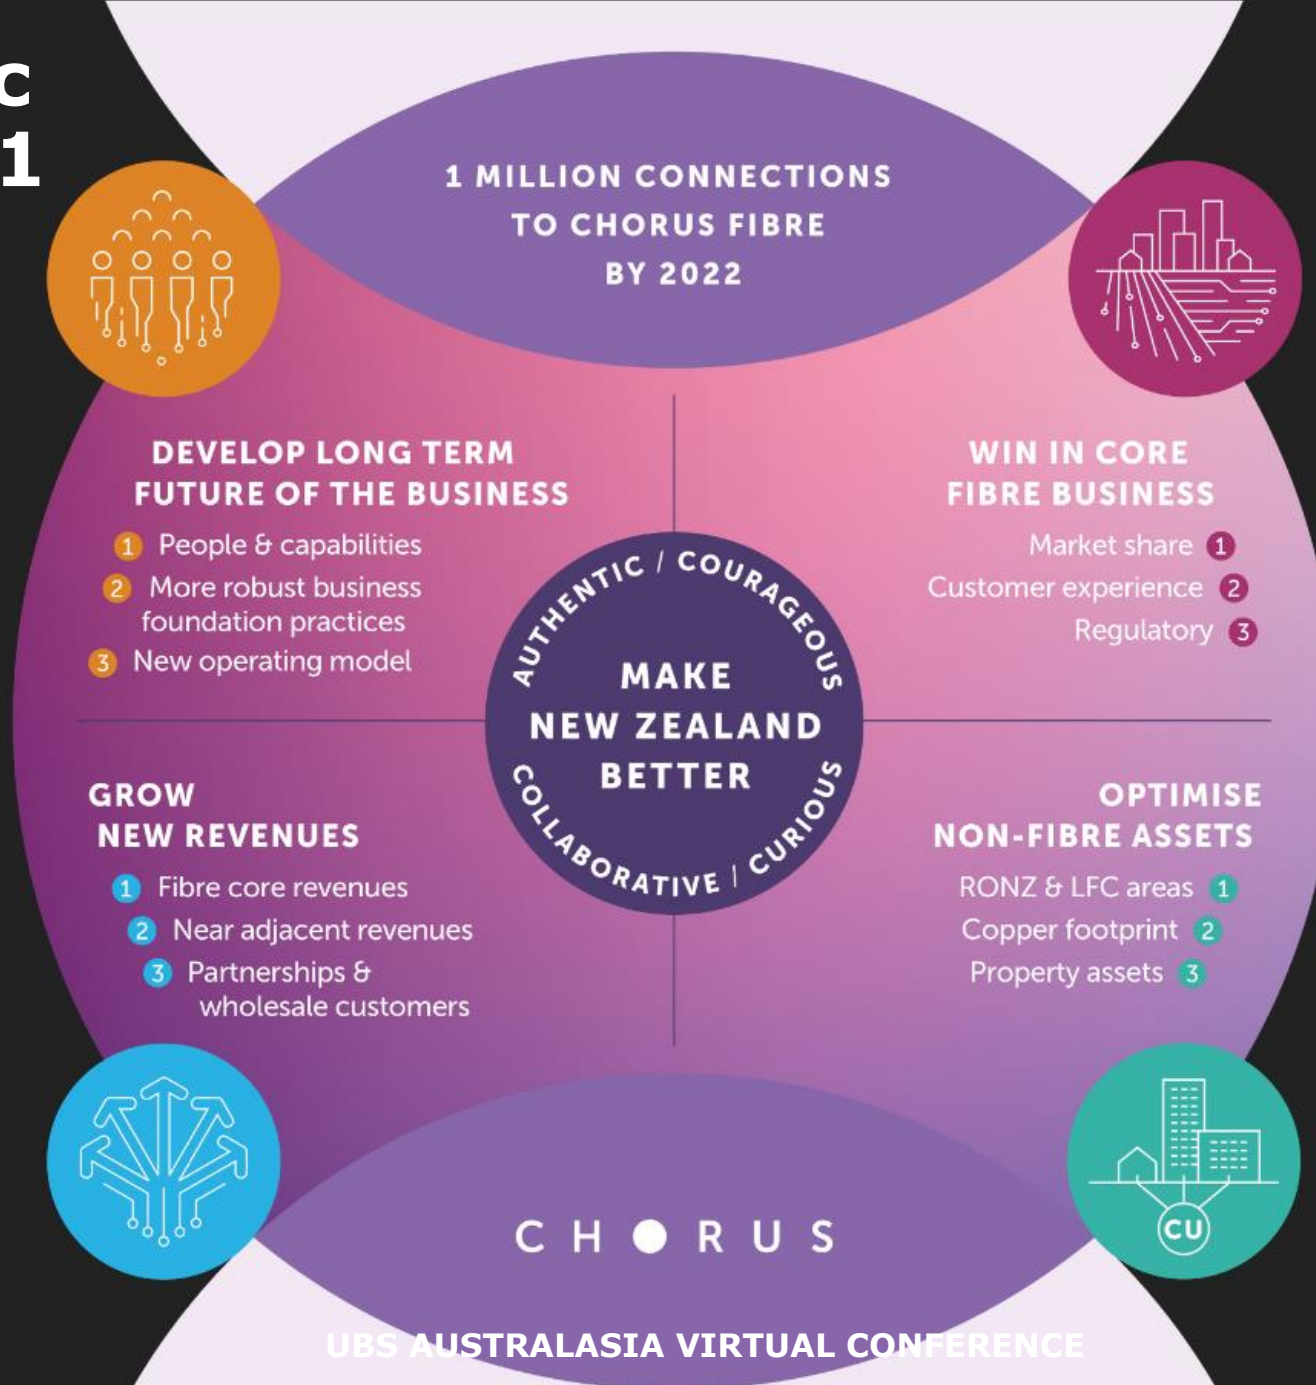 C
1
1 MILLION CONNECTIONS
TO CHORUS FIBRE
BY 2022
DEVELOP LONG TERM
FUTURE OF THE BUSINESS
1 People & capabilities
2 More robust business
foundation practices
3 New operating model
WIN IN CORE
FIBRE BUSINESS
Market share 1
Customer experience 2
Regulatory 3
AUTHENTIC / COURAGEOUS
MAKE
NEW ZEALAND
BETTER
COLLABORATIVE / CURIOUS
GROW
NEW REVENUES
1 Fibre core revenues
2 Near adjacent revenues
3 Partnerships &
wholesale customers
OPTIMISE
NON-FIBRE ASSETS
RONZ & LFC areas 1
Copper footprint 2
Property assets 3
CU
CHORUS
UBS AUSTRALASIA VIRTUAL CONFERENCE